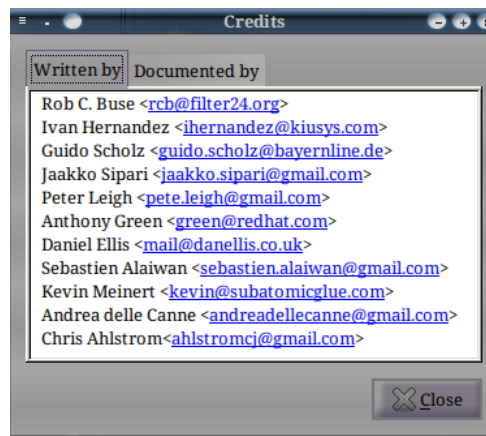 Credits
Written by Documented by
Rob C. Buse <rcb@filter24.org>
Ivan Hernandez <ihernandez@kiusys.com>
Guido Scholz <guido.scholz@bayernline.de>
Jaakko Sipari <jaakko.sipari@gmail.com>
Peter Leigh <pete.leigh@gmail.com>
Anthony Green <green@redhat.com>
Daniel Ellis <mail@danellis.co.uk>
Sebastien Alaiwan <sebastien.alaiwan@gmail.com>
Kevin Meinert <kevin@subatomicglue.com>
Andrea delle Canne <andreadellecanne@gmail.com>
Chris Ahlstrom<ahlstromcj@gmail.com>
Close